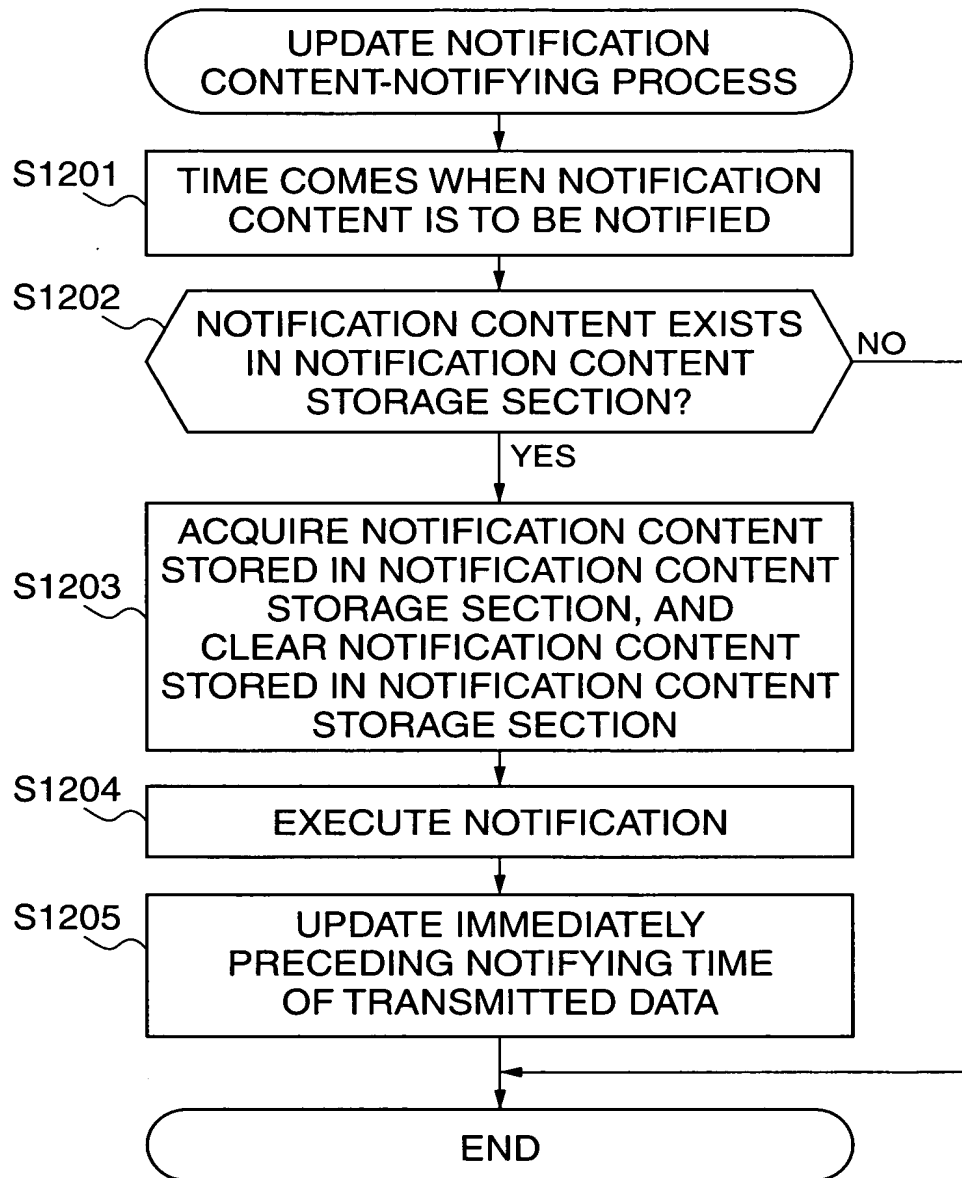 UPDATE NOTIFICATION
CONTENT-NOTIFYING PROCESS
S1201
TIME COMES WHEN NOTIFICATION
CONTENT IS TO BE NOTIFIED
S1202
NOTIFICATION CONTENT EXISTS
IN NOTIFICATION CONTENT
STORAGE SECTION?
NO
YES
S1203
ACQUIRE NOTIFICATION CONTENT
STORED IN NOTIFICATION CONTENT
STORAGE SECTION, AND
CLEAR NOTIFICATION CONTENT
STORED IN NOTIFICATION CONTENT
STORAGE SECTION
S1204
EXECUTE NOTIFICATION
S1205
UPDATE IMMEDIATELY
PRECEDING NOTIFYING TIME
OF TRANSMITTED DATA
END